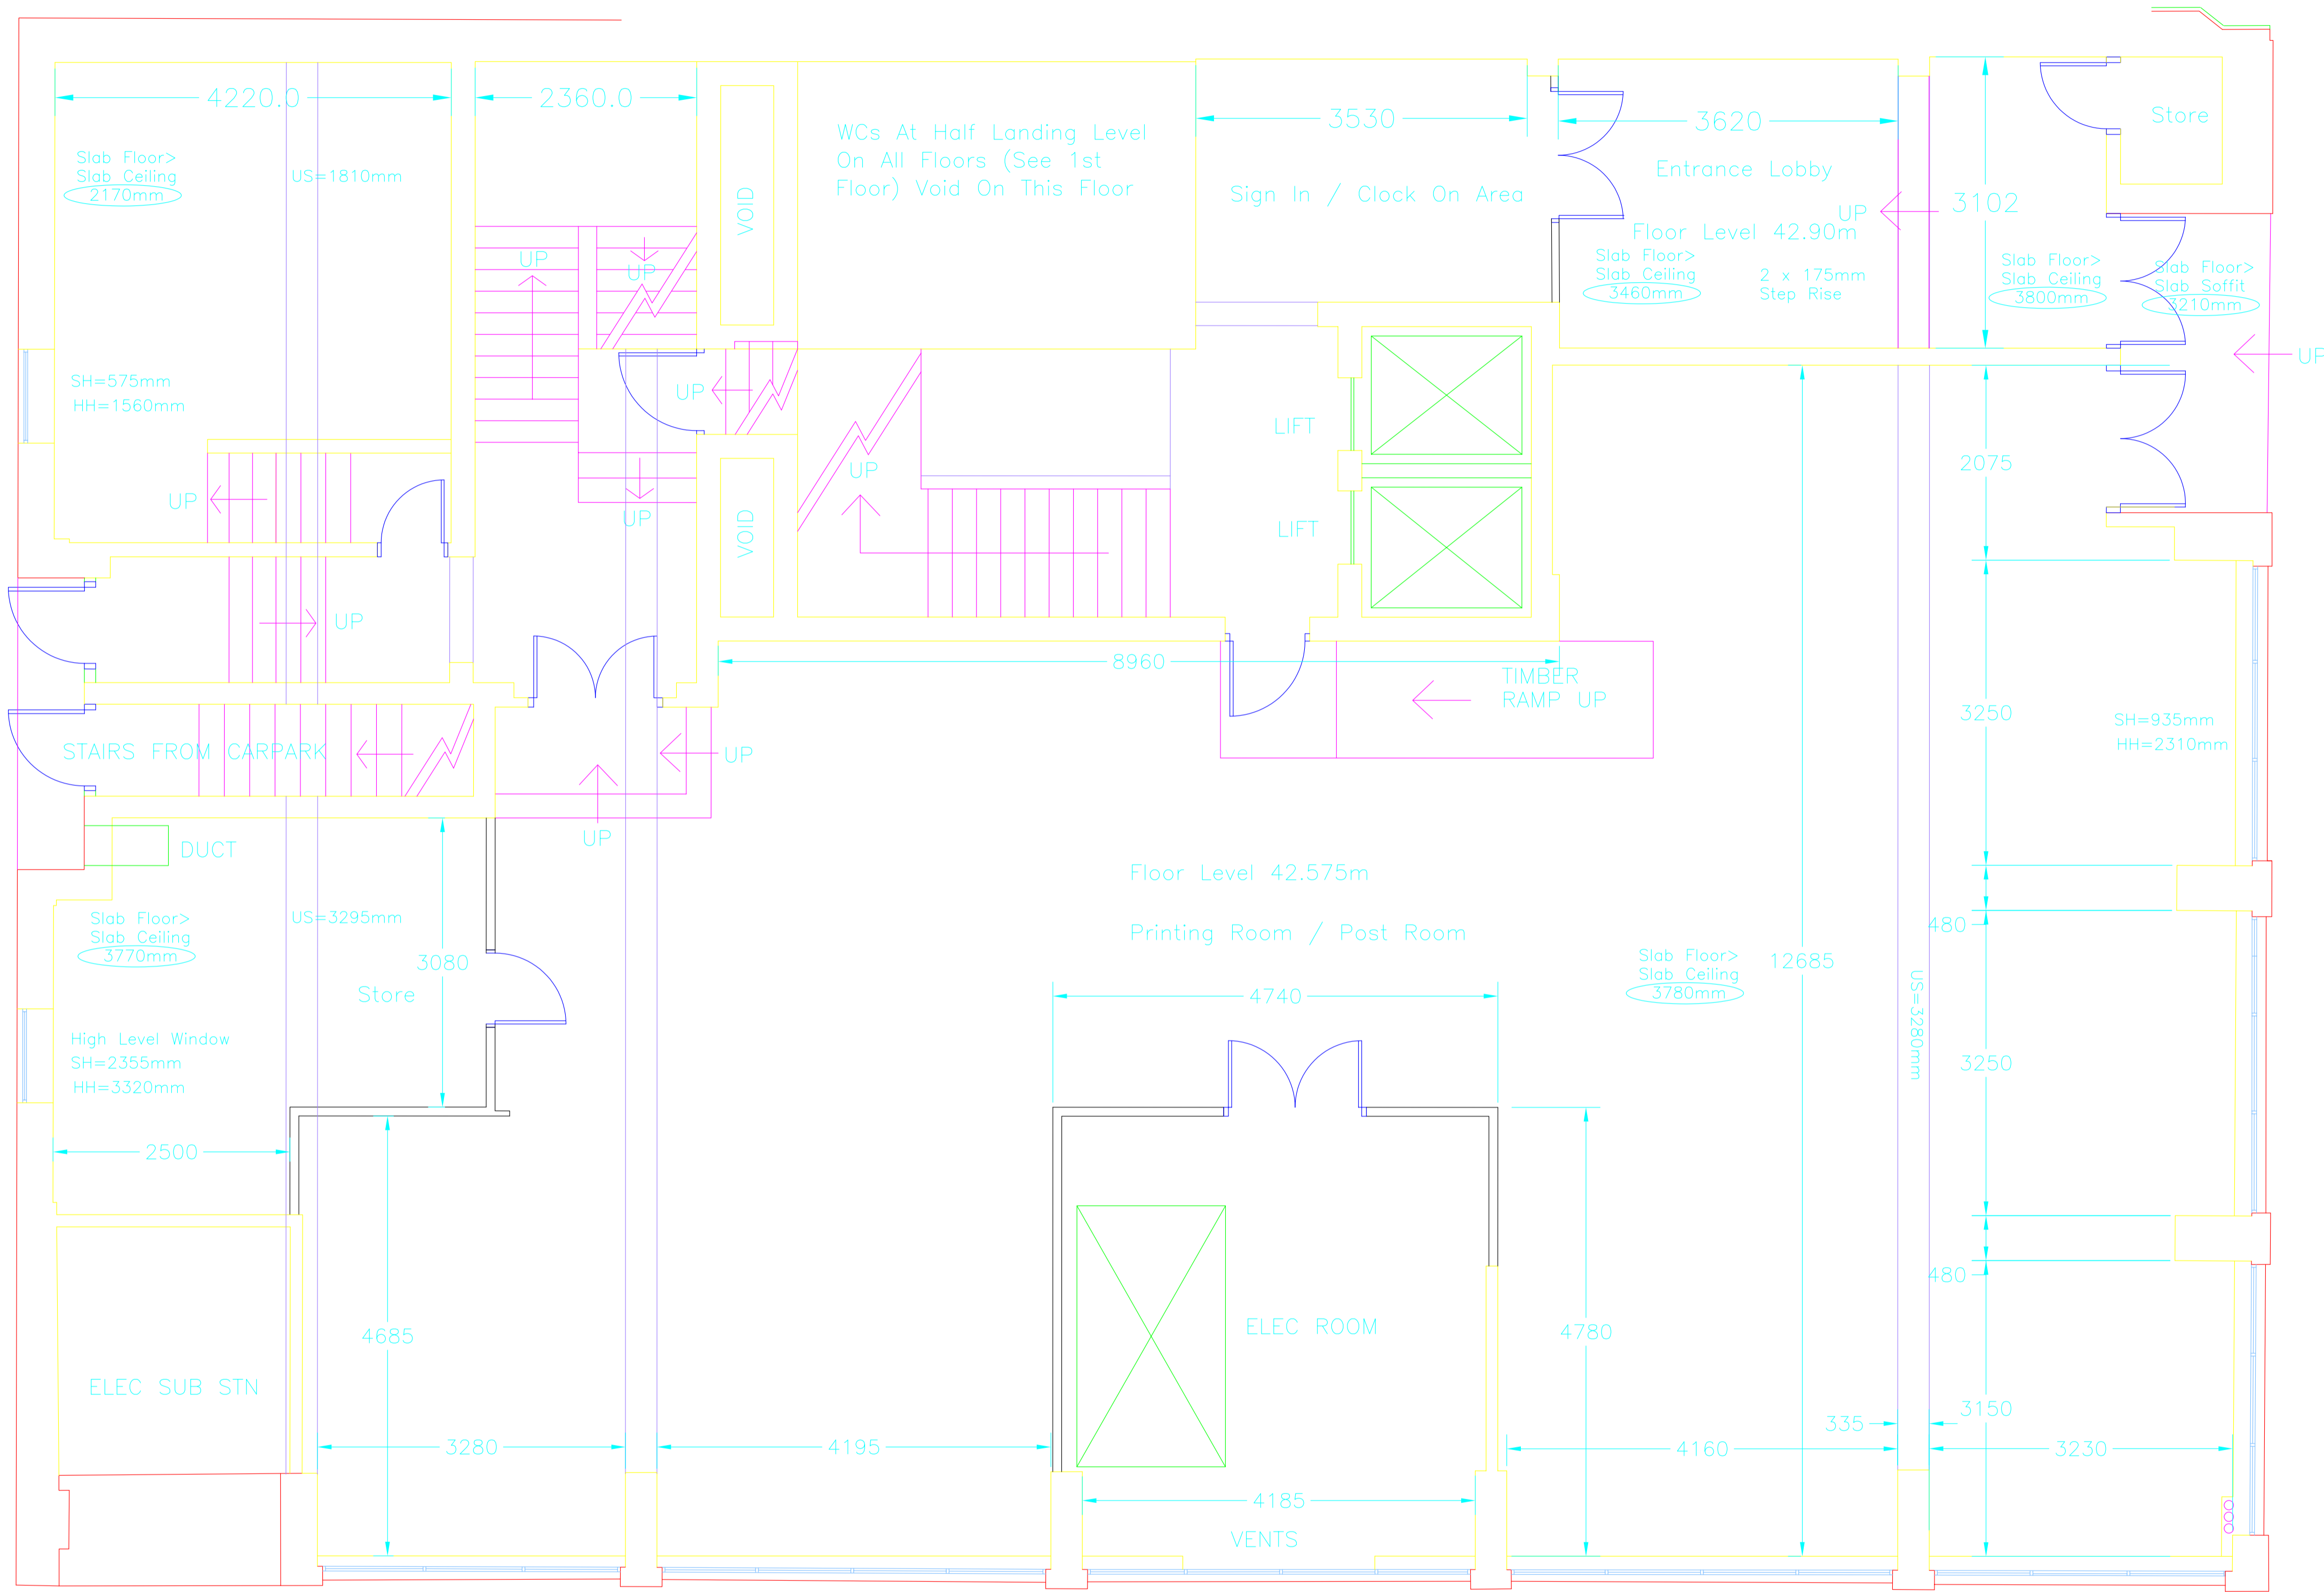 4220.0
2360.0
3530
3620
Store
Slab Floor>
Slab Ceiling
2170mm
US=1810mm
VOID
WCs At Half Landing Level
On All Floors (See 1st
Floor) Void On This Floor
Sign In / Clock On Area
Entrance Lobby
UP
3102
Floor Level 42.90m
Slab Floor>
Slab Ceiling
3460mm
2 x 175mm
Step Rise
Slab Floor>
Slab Ceiling
3800mm
Slab Floor>
Slab Soffit
3210mm
UP
UP
UP
SH=575mm
HH=1560mm
UP
LIFT
2075
UP
UP
UP
VOID
LIFT
UP
8960
TIMBER
RAMP UP
3250
SH=935mm
HH=2310mm
STAIRS FROM CARPARK
UP
UP
DUCT
Floor Level 42.575m
Slab Floor>
Slab Ceiling
3770mm
US=3295mm
Printing Room / Post Room
480
3080
Store
Slab Floor>
Slab Ceiling
3780mm
12685
US=3280mm
4740
High Level Window
SH=2355mm
HH=3320mm
3250
2500
480
4685
ELEC ROOM
4780
ELEC SUB STN
335
3150
3280
4195
4160
3230
4185
VENTS